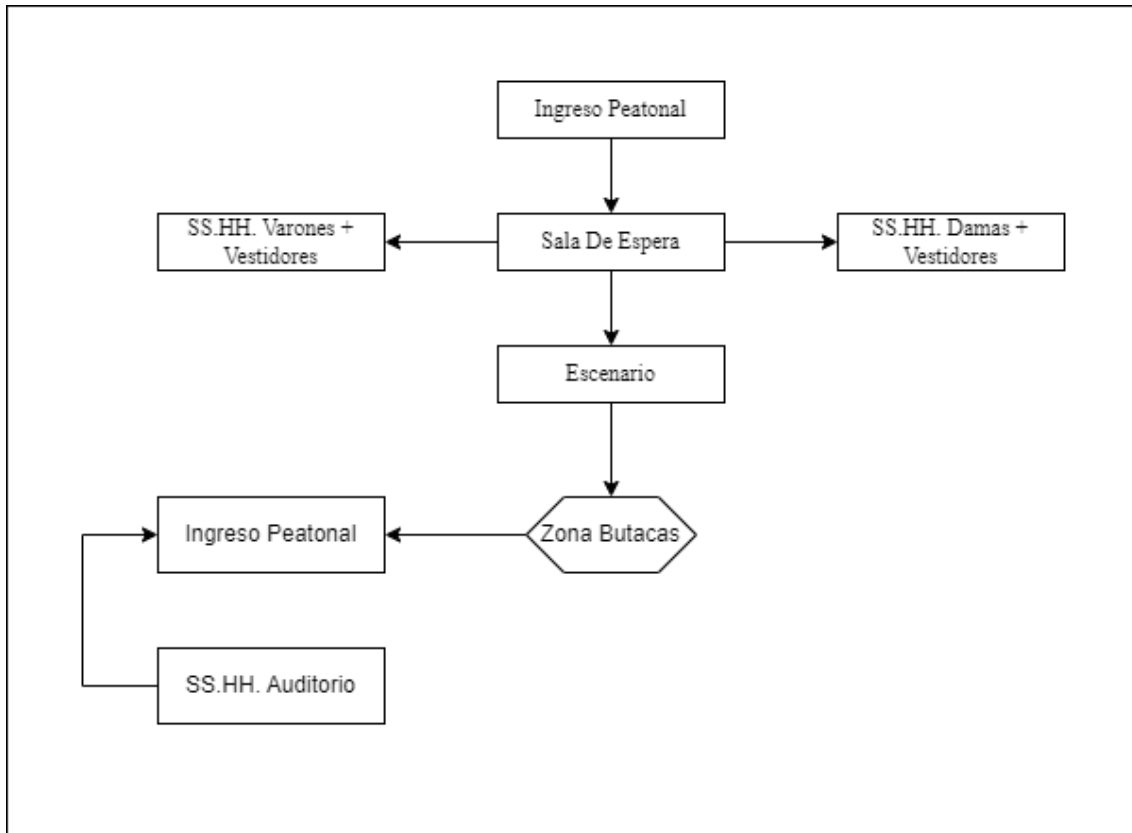 Ingreso Peatonal
SS.HH. Varones +
Vestidores
Sala De Espera
SS.HH. Damas +
Vestidores
Escenario
Ingreso Peatonal
Zona Butacas
SS.HH. Auditorio